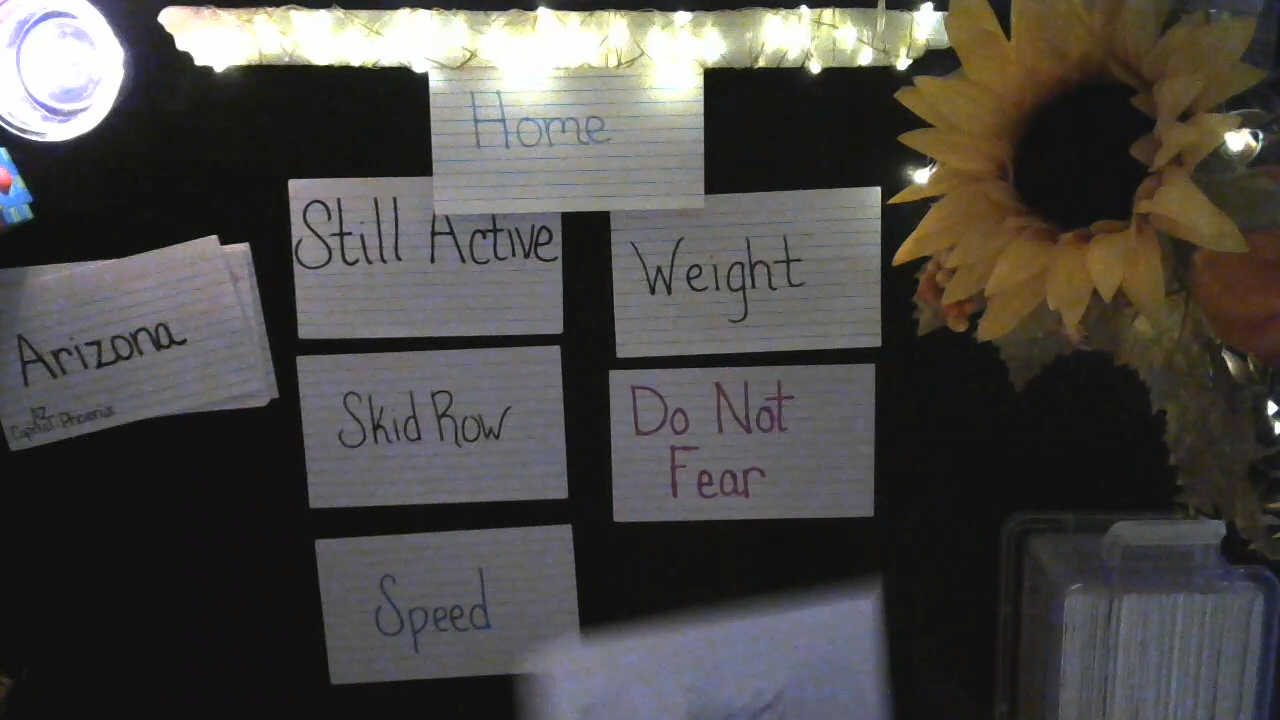 Home
Still Active
Weight
Arizona
Capital: Phoenix
Skid Row
Do Not
Fear
Speed